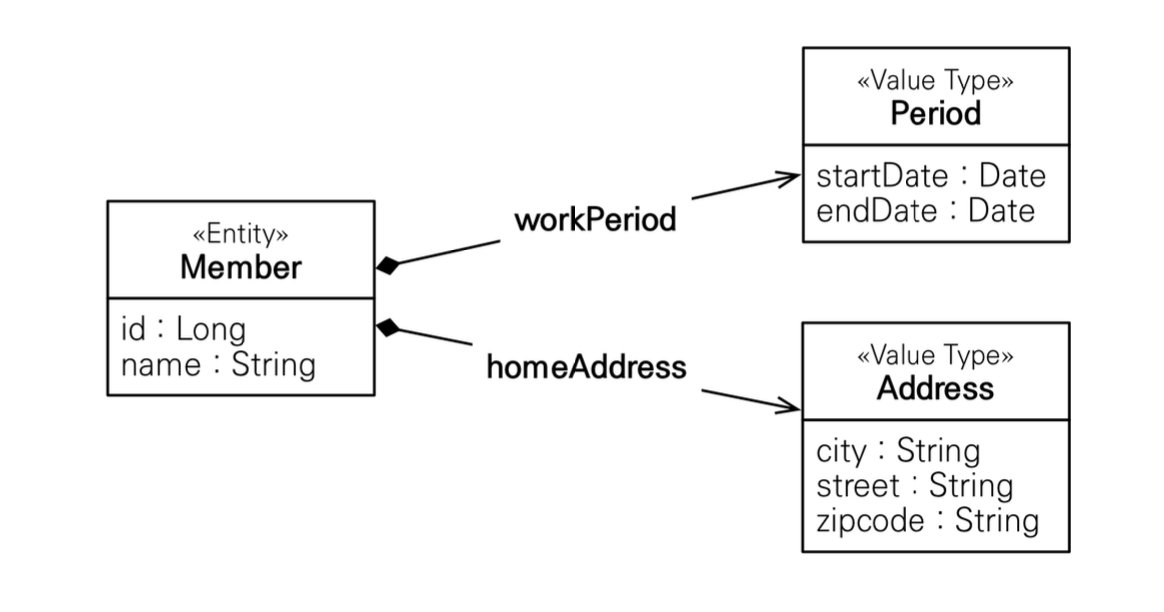 «Entity»
Member
id : Long
name : String
workPeriod
homeAddress
«Value Type»
Period
startDate : Date
endDate : Date
«Value Type»
Address
city : String
street : String
zipcode : String